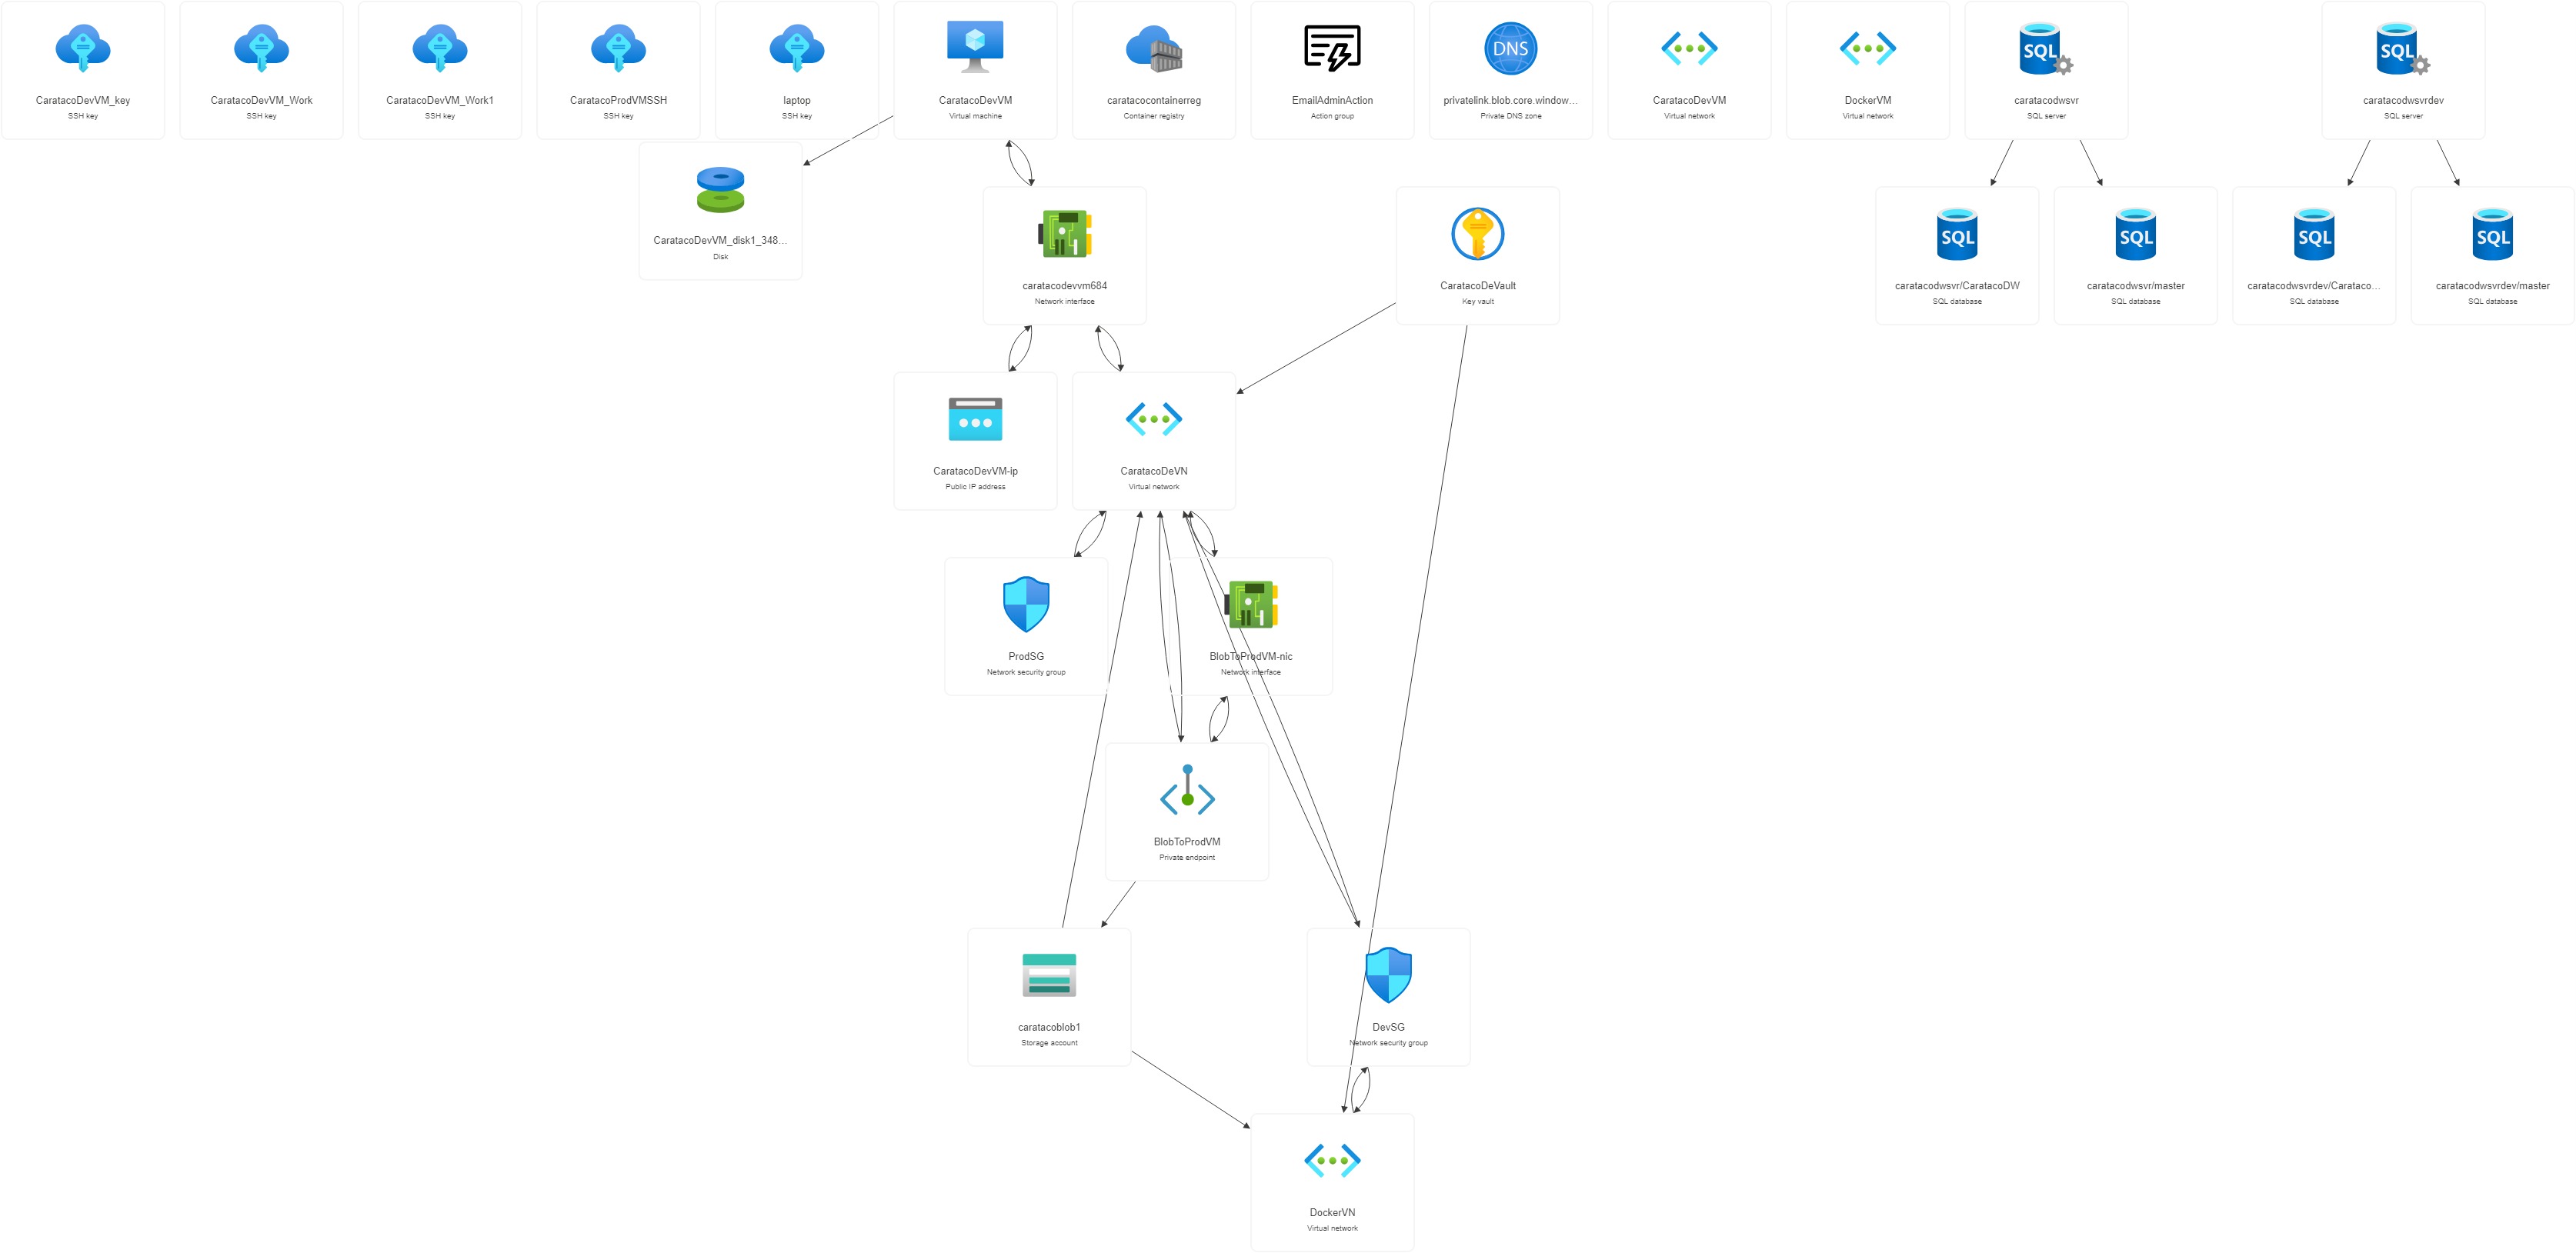 CaratacoDevVM_key
SSH key
CaratacoDevVM_Work
SSH key
CaratacoDevVM_Work1
SSH key
CaratacoProdVMSSH
SSH key
laptop
SSH key
CaratacoDevVM
Virtual machine
caratacocontainerreg
Container registry
EmailAdminAction
Action group
DNS
privatelink.blob.core.window...
Private DNS zone
CaratacoDevVM
Virtual network
DockerVM
Virtual network
SQL
caratacodwsvr
SQL server
SQL
caratacodwsvrdev
SQL server
CaratacoDevVM_disk1_348...
Disk
caratacodevvm684
Network interface
CaratacoDeVault
Key vault
SQL
caratacodwsvr/CaratacoDW
SQL database
SQL
caratacodwsvr/master
SQL database
SQL
caratacodwsvrdev/Carataco...
SQL database
SQL
caratacodwsvrdev/master
SQL database
CaratacoDevVM-ip
Public IP address
CaratacoDeVN
Virtual network
ProdSG
Network security group
BlobToProdVM-nic
Network interface
BlobToProdVM
Private endpoint
caratacoblob1
Storage account
DevSG
Network security group
DockerVN
Virtual network